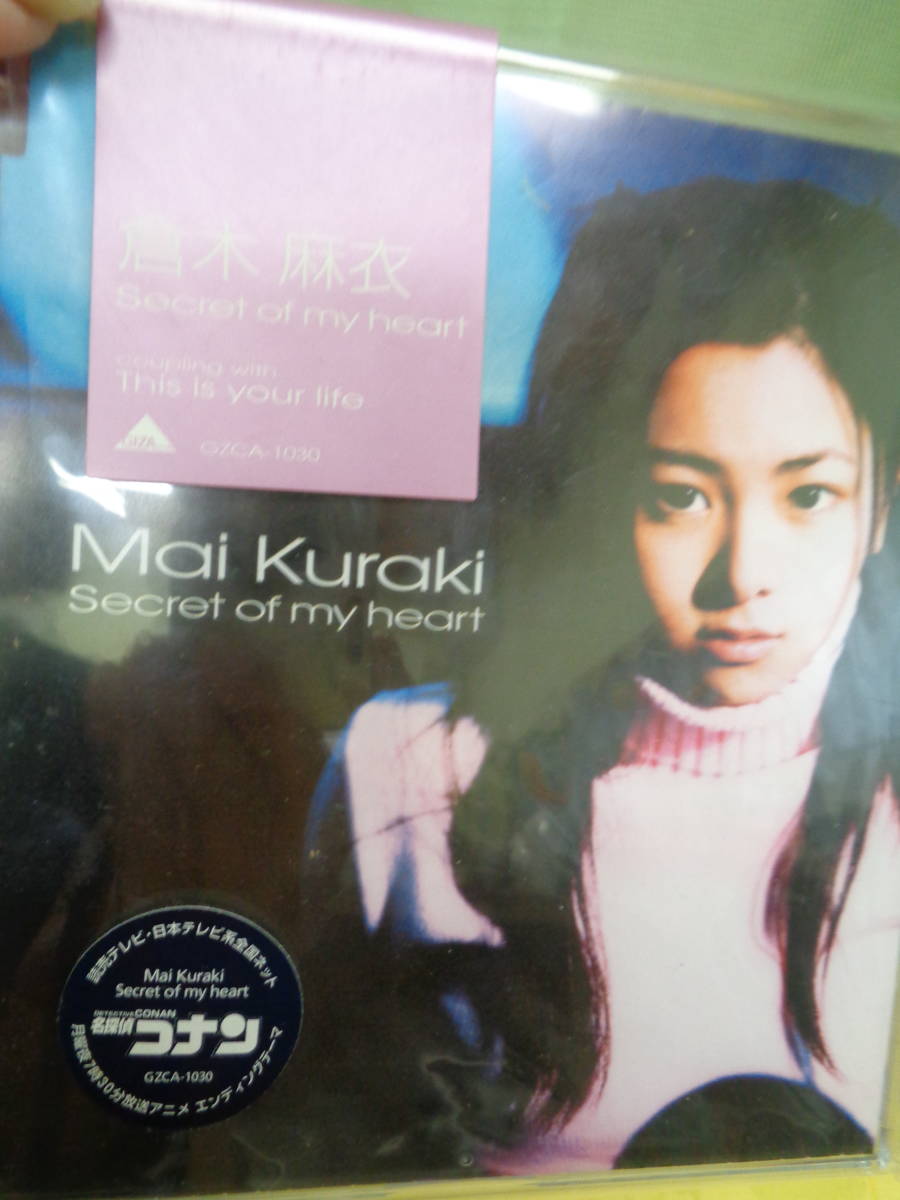 倉木 麻衣
Secret of my heart
coupling with
This is your life
GIZA
GZCA-1030
Mai Kuraki
Secret of my heart
読売テレビ・日本テレビ系全国ネット
Mai Kuraki
Secret of my heart
DETECTIVE CONAN
名探偵コナン
GZCA-1030
月曜夜7時30分放送アニメ エンディングテーマ